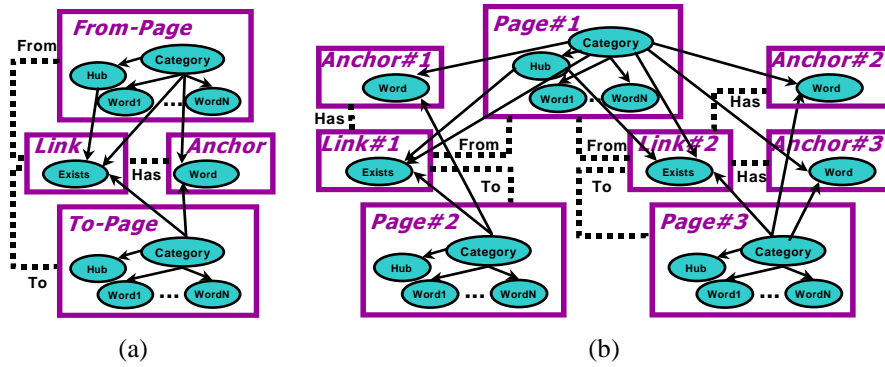 From-Page
From
Category
Hub
Word1 ... WordN
Link
Anchor
Has
Exists
Word
To-Page
Category
Hub
To
Word1 ... WordN
(a)
Page#1
Anchor#1
Anchor#2
Category
Hub
Word
Word
Word1 ... WordN
Has
Has
Link#1
From
From
Link#2
Anchor#3
Exists
To
To
Exists
Has
Word
Page#2
Page#3
Category
Category
Hub
Hub
Word1 ... WordN
Word1 ... WordN
(b)